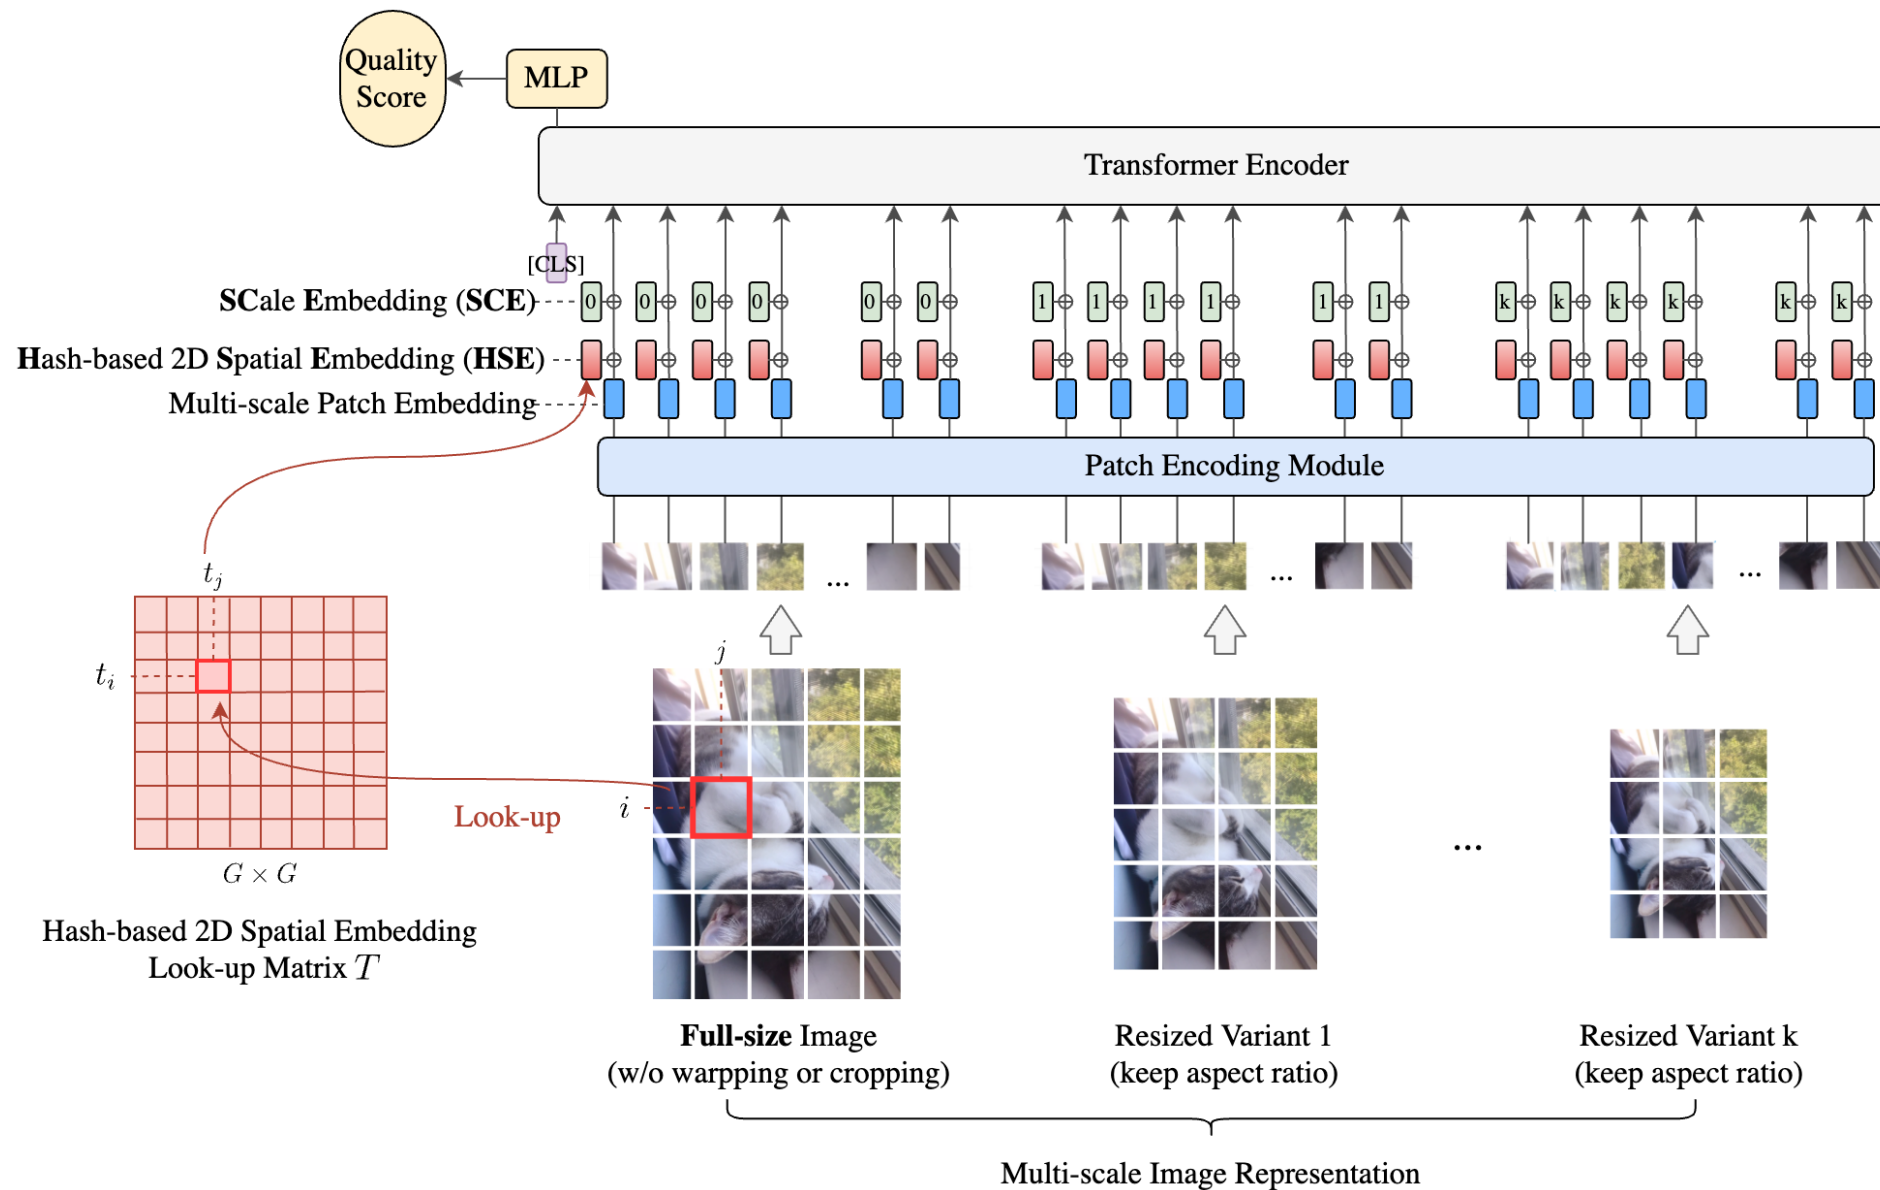 Quality
Score
MLP
Transformer Encoder
[CLS]
SCale Embedding (SCE)
0 0 0 0 0 0 1 1 1 1 1 1 k k k k k k
Hash-based 2D Spatial Embedding (HSE)
Multi-scale Patch Embedding
Patch Encoding Module
... ... ...
t_j
t_i
j
i
Look-up
G × G
...
Hash-based 2D Spatial Embedding
Look-up Matrix T
Full-size Image
(w/o warpping or cropping)
Resized Variant 1
(keep aspect ratio)
Resized Variant k
(keep aspect ratio)
Multi-scale Image Representation